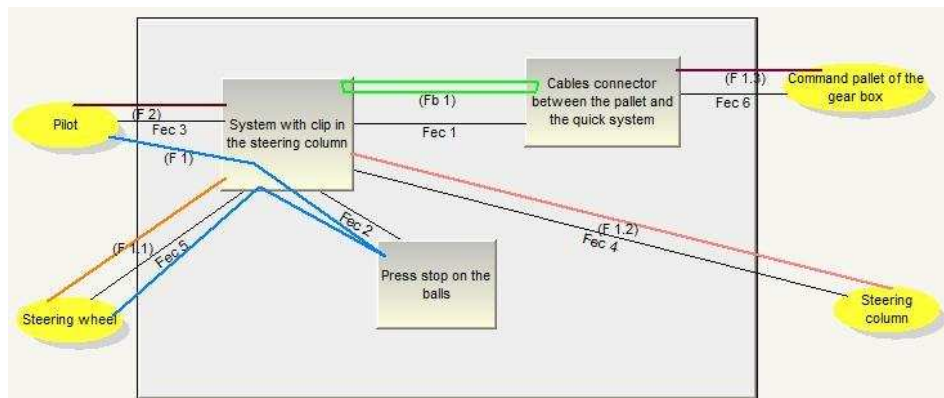 Pilot
(F 2)
Fec 3
(F 1)
System with clip in
the steering column
(Fb 1)
Fec 1
Cables connector
between the pallet and
the quick system
(F 1.3)
Fec 6
Command pallet of the
gear box
(F 1.1)
Fec 5
Fec 2
(F 1.2)
Fec 4
Press stop on the
balls
Steering wheel
Steering
column